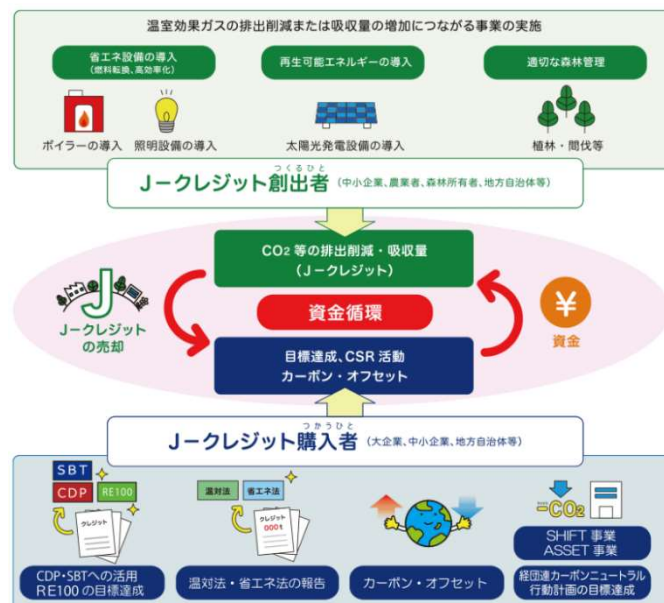 温室効果ガスの排出削減または吸収量の増加につながる事業の実施
省エネ設備の導入
(燃料転換、高効率化)
再生可能エネルギーの導入
適切な森林管理
ボイラーの導入
照明設備の導入
太陽光発電設備の導入
植林・間伐等
つくるひと
J-クレジット創出者 (中小企業、農業者、森林所有者、地方自治体等)
CO2 等の排出削減・吸収量
(J-クレジット)
J
J-クレジット
の売却
資金循環
¥
資金
目標達成、CSR 活動
カーボン・オフセット
つかうひと
J-クレジット購入者 (大企業、中小企業、地方自治体等)
SBT
CDP
RE100
クレジット
CDP・SBTへの活用
RE100 の目標達成
温対法
省エネ法
クレジット
000t
温対法・省エネ法の報告
カーボン・オフセット
CO2
SHIFT 事業
ASSET 事業
経団連カーボンニュートラル
行動計画の目標達成